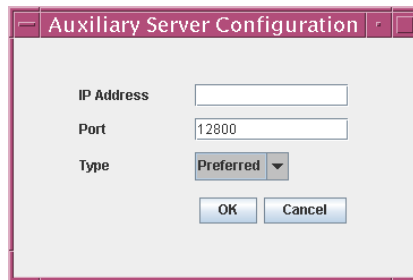 Auxiliary Server Configuration
IP Address
Port 12800
Type Preferred
OK Cancel